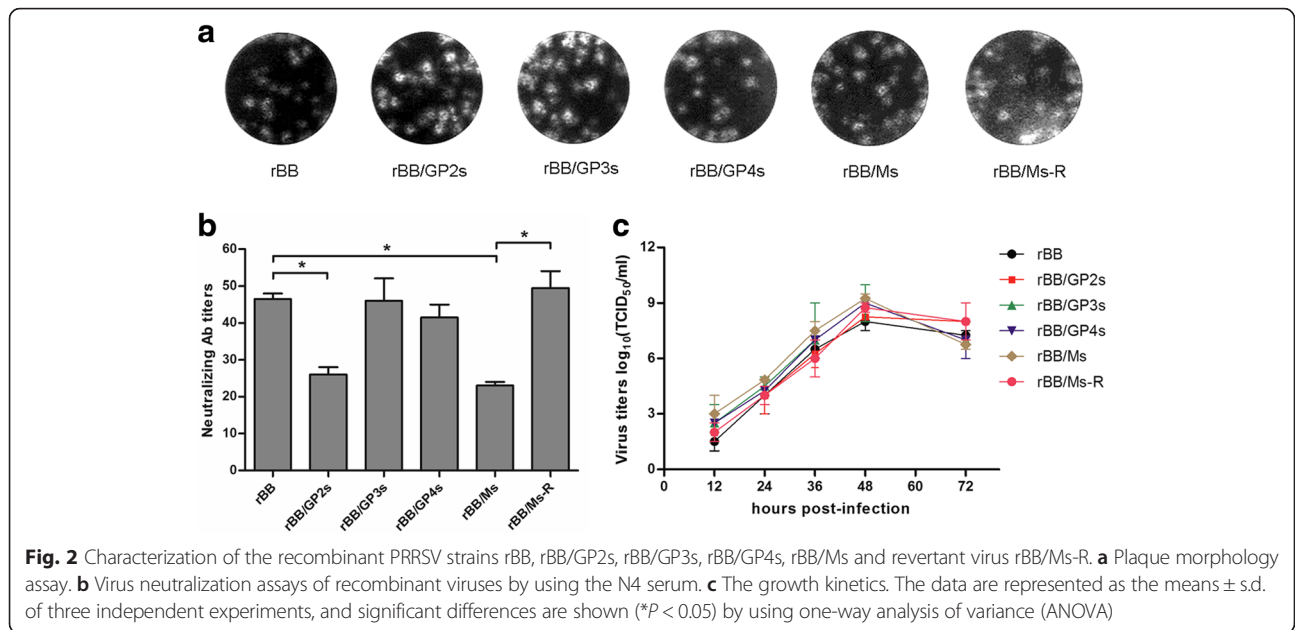 a
rBB
rBB/GP2s
rBB/GP3s
rBB/GP4s
rBB/Ms
rBB/Ms-R
b
Neutralizing Ab titers
60
50
40
30
20
10
0
*
*
*
rBB
rBB/GP2s
rBB/GP3s
rBB/GP4s
rBB/Ms
rBB/Ms-R
c
Virus titers log10(TCID50/ml)
12
9
6
3
0
0 12 24 36 48 60 72
hours post-infection
rBB
rBB/GP2s
rBB/GP3s
rBB/GP4s
rBB/Ms
rBB/Ms-R
Fig. 2 Characterization of the recombinant PRRSV strains rBB, rBB/GP2s, rBB/GP3s, rBB/GP4s, rBB/Ms and revertant virus rBB/Ms-R. a Plaque morphology
assay. b Virus neutralization assays of recombinant viruses by using the N4 serum. c The growth kinetics. The data are represented as the means ± s.d.
of three independent experiments, and significant differences are shown (*P < 0.05) by using one-way analysis of variance (ANOVA)